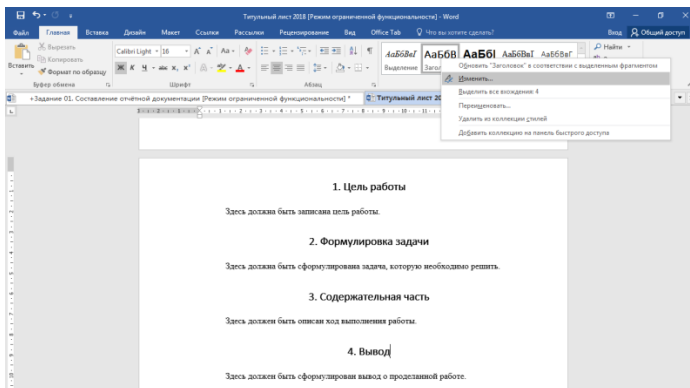 Титульный лист 2018 [Режим ограниченной функциональности] - Word
Файл Главная Вставка Дизайн Макет Ссылки Рассылки Рецензирование Вид Office Tab Что вы хотите сделать? Вход Общий доступ
Вставить
Вырезать
Копировать
Формат по образцу
Буфер обмена
Calibri Light 16
Ж К Ч abc x, x²
Шрифт
Абзац
АаБбВвГ АаБбВ АаБбІ АаБбВвГ АаБбВвГ
Выделение Загол
Найти
Обновить "Заголовок" в соответствии с выделенным фрагментом
Изменить...
Выделить все вхождения 4
Переименовать...
Удалить из коллекции стилей
Добавить коллекцию на панель быстрого доступа
+Задание 01. Составление отчётной документации [Режим ограниченной функциональности] *
Титульный лист 20
1. Цель работы
Здесь должна быть записана цель работы.
2. Формулировка задачи
Здесь должна быть сформулирована задача, которую необходимо решить.
3. Содержательная часть
Здесь должен быть описан ход выполнения работы.
4. Вывод
Здесь должен быть сформулирован вывод о проделанной работе.